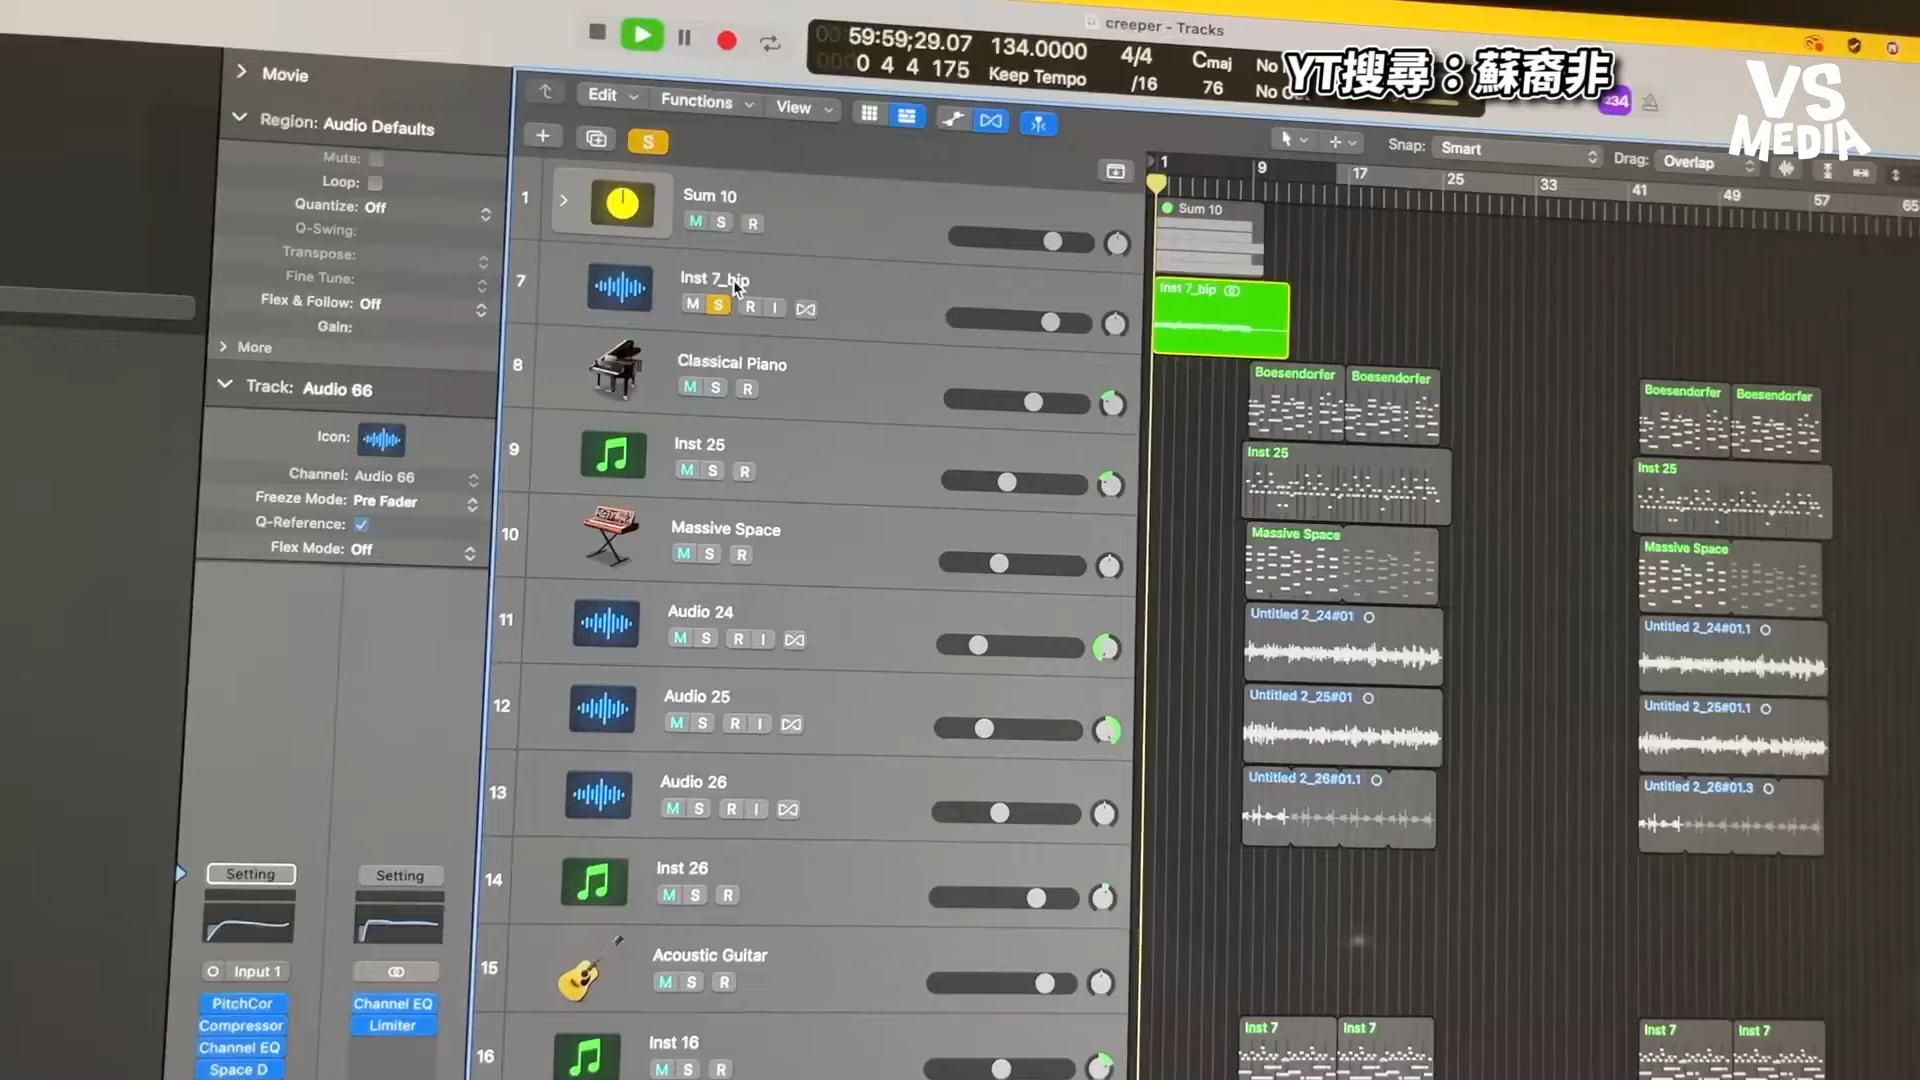 creeper - Tracks
59:59;29.07
0 4 4 175
134.0000
Keep Tempo
4/4
/16
Cmaj
76
No
No
YT搜尋：蘇裔非
234
VS
MEDIA
Movie
Region: Audio Defaults
Mute:
Loop:
Quantize: Off
Q-Swing:
Transpose:
Fine Tune:
Flex & Follow: Off
Gain:
More
Track: Audio 66
Icon:
Channel: Audio 66
Freeze Mode: Pre Fader
Q-Reference:
Flex Mode: Off
Setting
Setting
Input 1
PitchCor
Compressor
Channel EQ
Space D
Channel EQ
Limiter
Edit
Functions
View
S
Snap: Smart
Drag: Overlap
1
9
17
25
33
41
49
57
65
1
Sum 10
M S R
7
Inst 7_bip
M S R I
8
Classical Piano
M S R
9
Inst 25
M S R
10
Massive Space
M S R
11
Audio 24
M S R I
12
Audio 25
M S R I
13
Audio 26
M S R I
14
Inst 26
M S R
15
Acoustic Guitar
M S R
16
Inst 16
M S R
Sum 10
Inst 7_bip
Boesendorfer
Boesendorfer
Boesendorfer
Boesendorfer
Inst 25
Inst 25
Massive Space
Massive Space
Untitled 2_24#01
Untitled 2_24#01.1
Untitled 2_25#01
Untitled 2_25#01.1
Untitled 2_26#01.1
Untitled 2_26#01.3
Inst 7
Inst 7
Inst 7
Inst 7